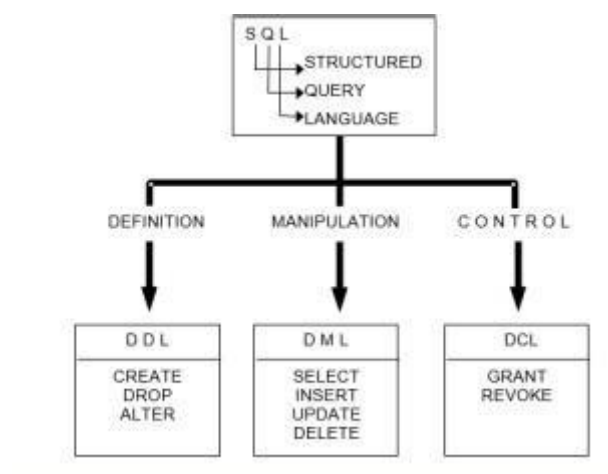 S Q L
STRUCTURED
QUERY
LANGUAGE
DEFINITION
MANIPULATION
C O N T R O L
D D L
CREATE
DROP
ALTER
D M L
SELECT
INSERT
UPDATE
DELETE
DCL
GRANT
REVOKE